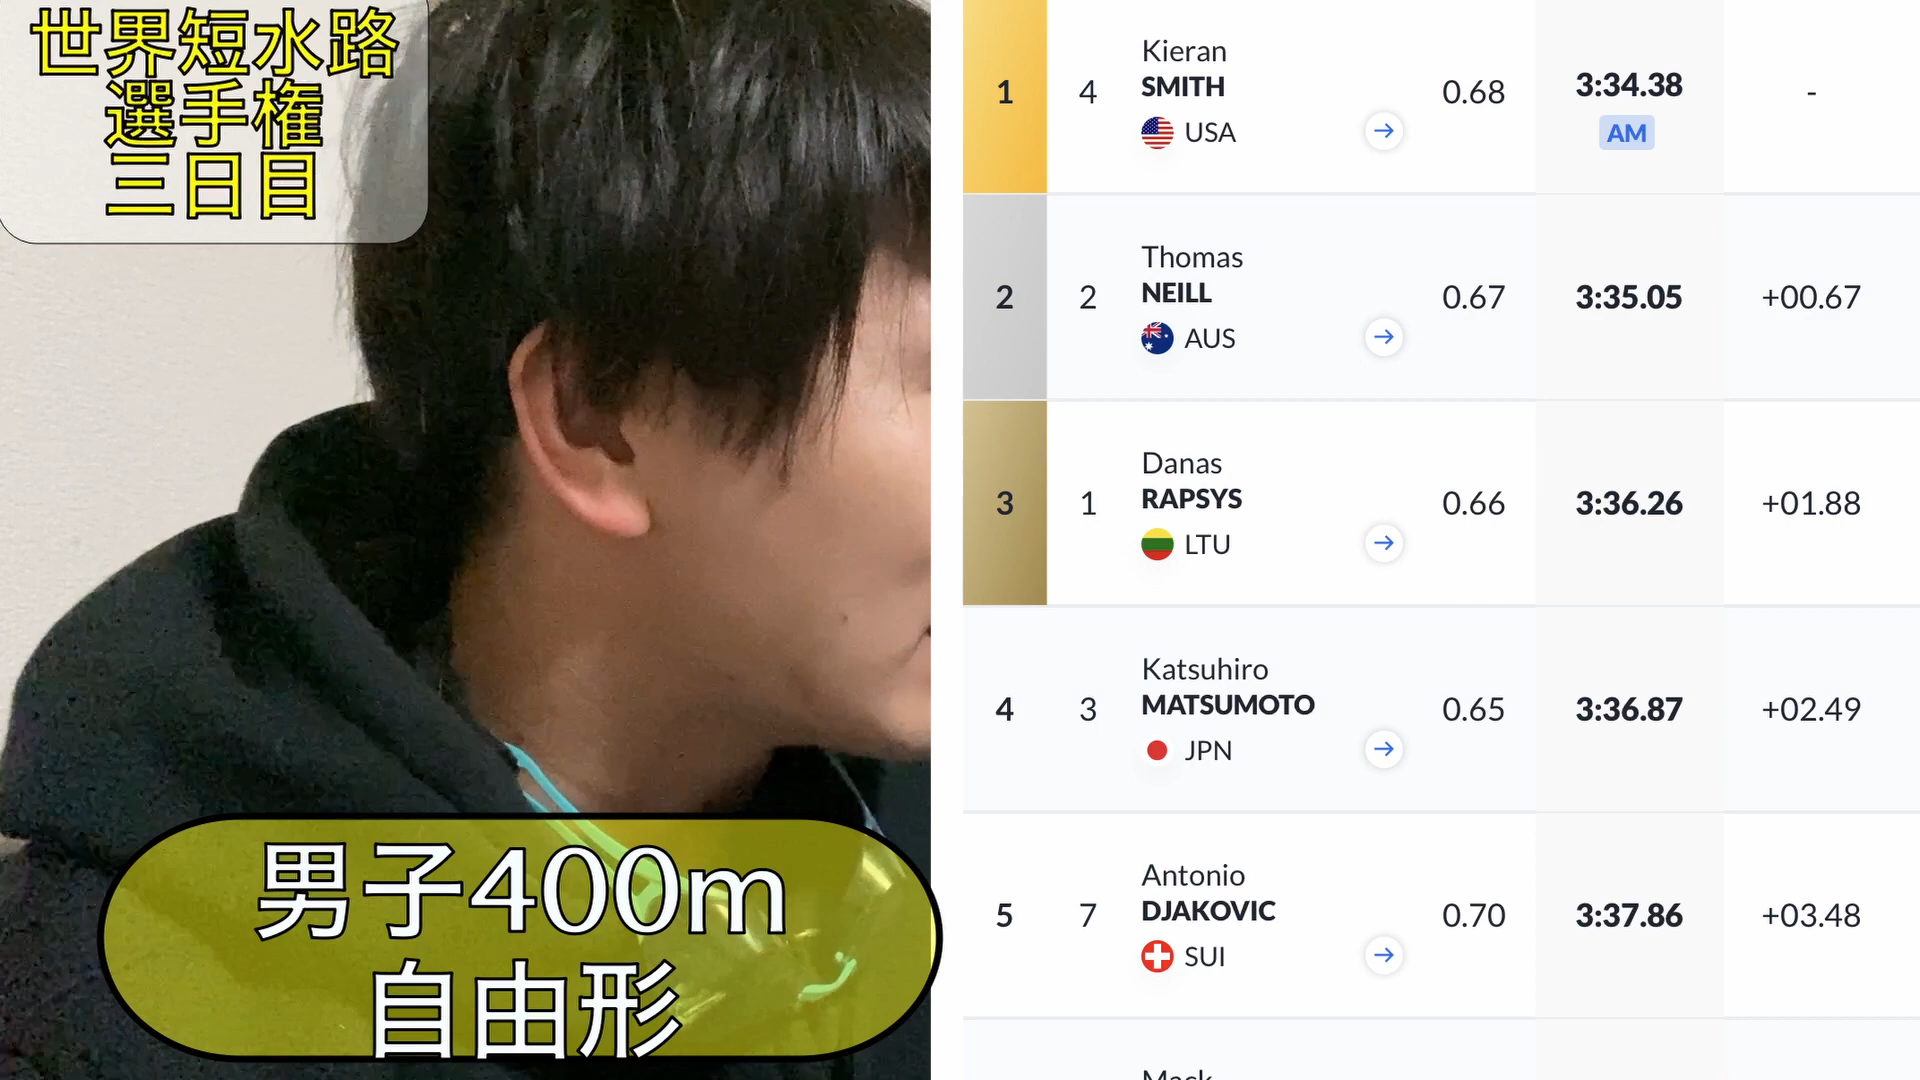 世界短水路
選手権
三日目
男子400m
自由形
1 4 Kieran SMITH USA 0.68 3:34.38 AM -
2 2 Thomas NEILL AUS 0.67 3:35.05 +00.67
3 1 Danas RAPSYS LTU 0.66 3:36.26 +01.88
4 3 Katsuhiro MATSUMOTO JPN 0.65 3:36.87 +02.49
5 7 Antonio DJAKOVIC SUI 0.70 3:37.86 +03.48